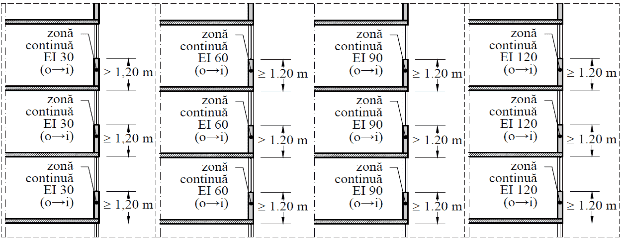 zonă
continuă
EI 30
(o→i)
> 1,20 m
zonă
continuă
EI 30
(o→i)
≥ 1,20 m
zonă
continuă
EI 30
(o→i)
≥ 1,20 m
zonă
continuă
EI 60
(o→i)
≥ 1.20 m
zonă
continuă
EI 60
(o→i)
> 1.20 m
zonă
continuă
EI 60
(o→i)
≥ 1.20 m
zonă
continuă
EI 90
(o→i)
≥ 1.20 m
zonă
continuă
EI 90
(o→i)
> 1.20 m
zonă
continuă
EI 90
(o→i)
≥ 1.20 m
zonă
continuă
EI 120
(o→i)
≥ 1.20 m
zonă
continuă
EI 120
(o→i)
≥ 1.20 m
zonă
continuă
EI 120
(o→i)
≥ 1.20 m